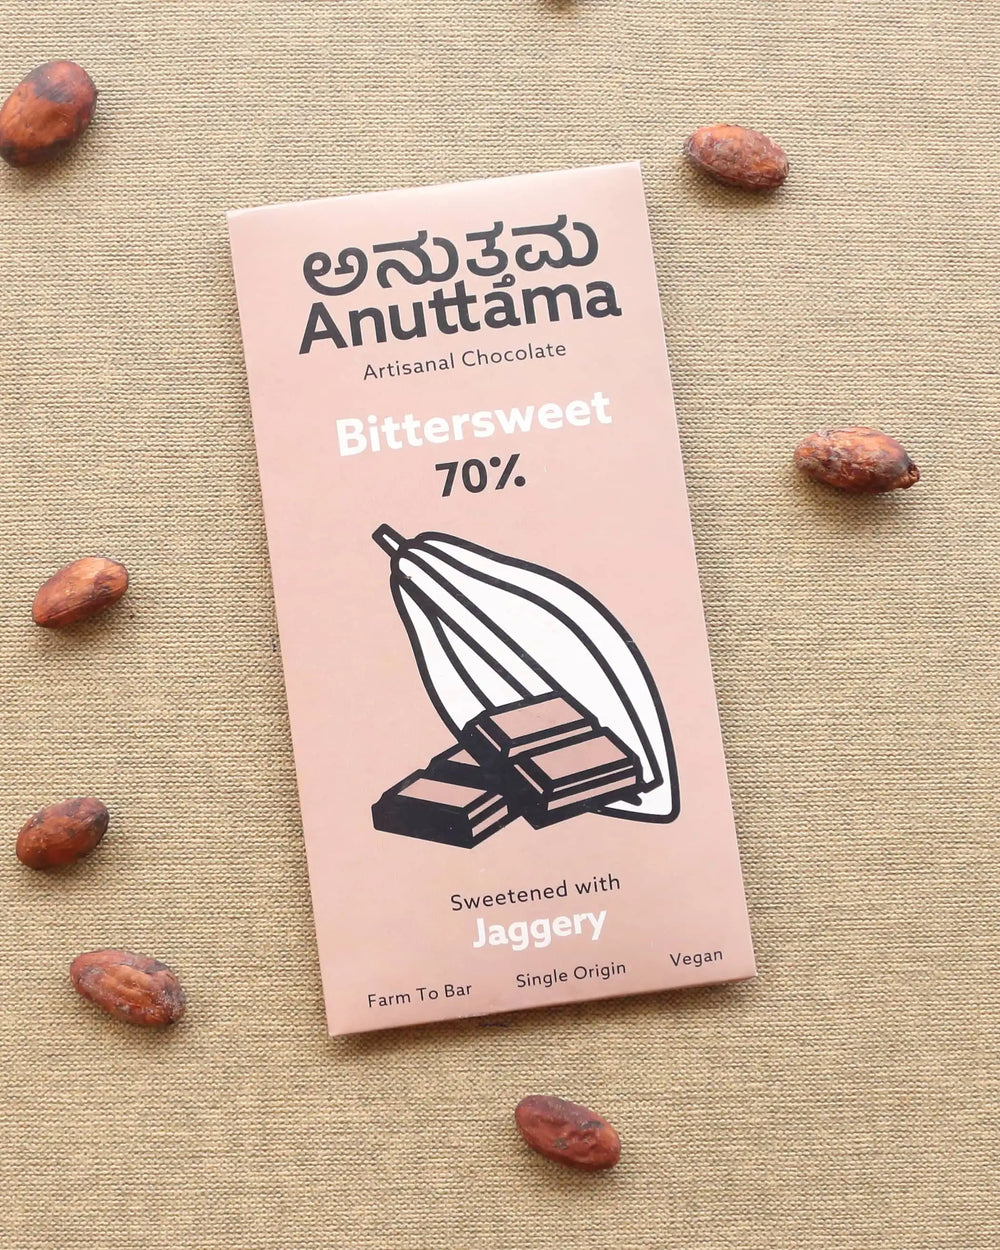 ಅನುತ್ತಮ
Anuttama
Artisanal Chocolate
Bittersweet
70%
Sweetened with
Jaggery
Farm To Bar Single Origin Vegan